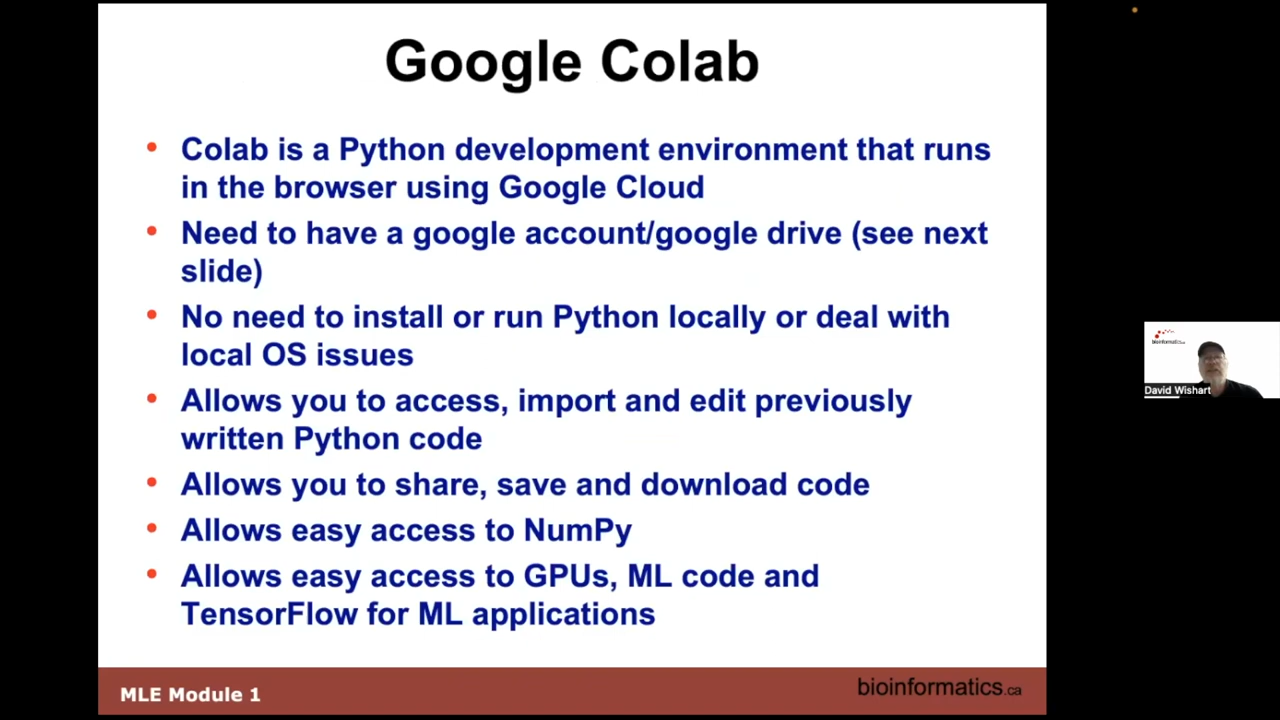 Google Colab
• Colab is a Python development environment that runs
in the browser using Google Cloud
• Need to have a google account/google drive (see next
slide)
• No need to install or run Python locally or deal with
local OS issues
• Allows you to access, import and edit previously
written Python code
• Allows you to share, save and download code
• Allows easy access to NumPy
• Allows easy access to GPUs, ML code and
TensorFlow for ML applications
MLE Module 1
bioinformatics.ca
bioinformatics.ca
David Wishart